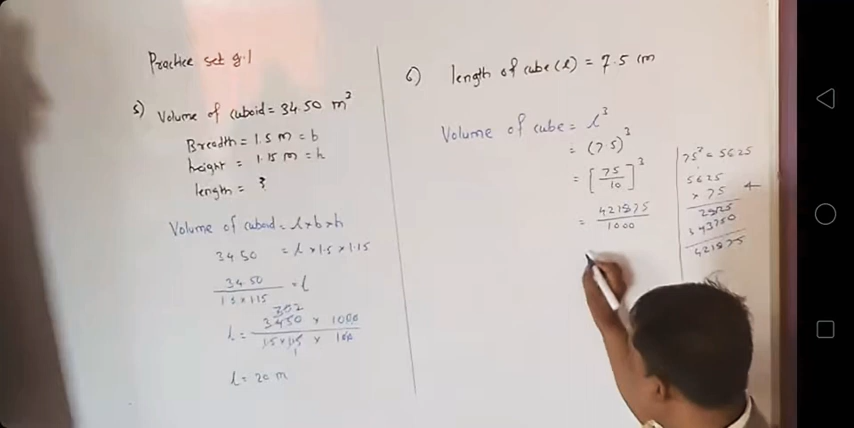 Practice set 9.1
5) Volume of cuboid = 34.50 m³
Breadth = 1.5 m = b
height = 1.15 m = h
length = ?
Volume of cuboid = l × b × h
34.50 = l × 1.5 × 1.15
34.50 / 1.5 × 1.15 = l
l = 3450 × 1000 / 15 × 115 × 100
l = 20 m
6) length of cube (l) = 7.5 cm
Volume of cube = l³
= (7.5)³
= [75/10]³
= 421875/1000
75² = 5625
5625
× 75
421875